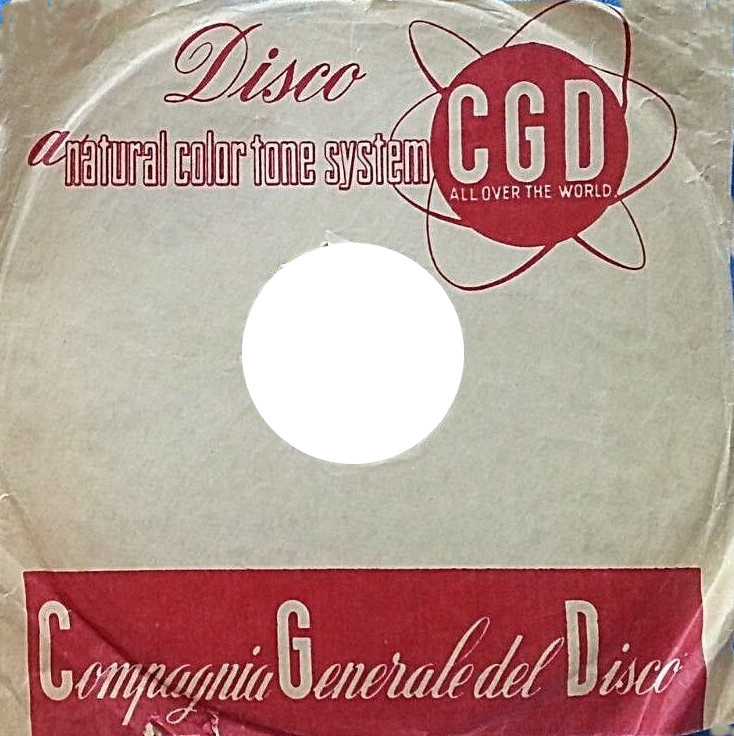 Disco
a natural color tone system
CGD
ALL OVER THE WORLD.
Compagnia Generale del Disco